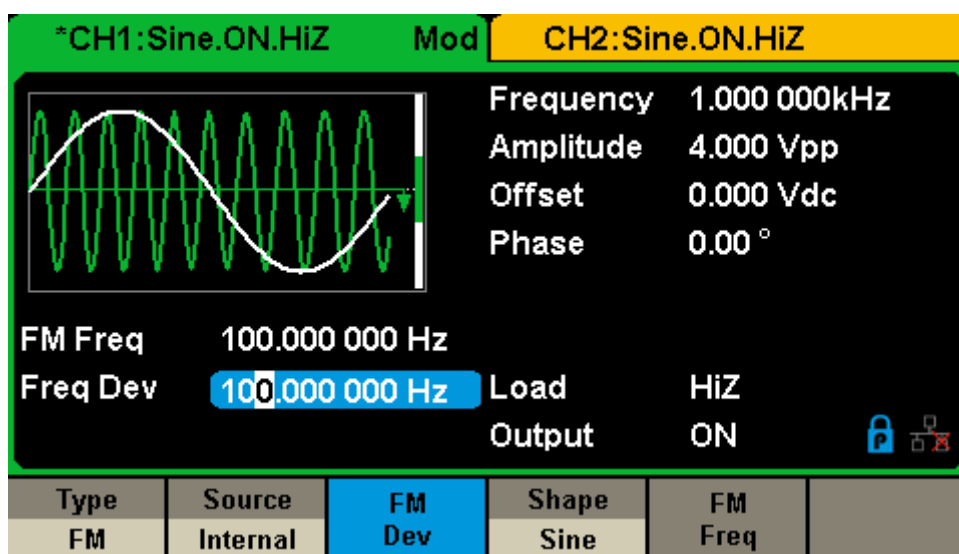 *CH1:Sine.ON.HiZ Mod CH2:Sine.ON.HiZ
Frequency 1.000 000kHz
Amplitude 4.000 Vpp
Offset 0.000 Vdc
Phase 0.00 °
FM Freq 100.000 000 Hz
Freq Dev 100.000 000 Hz
Load HiZ
Output ON
P
Type Source FM Dev Shape FM Freq
FM Internal Sine